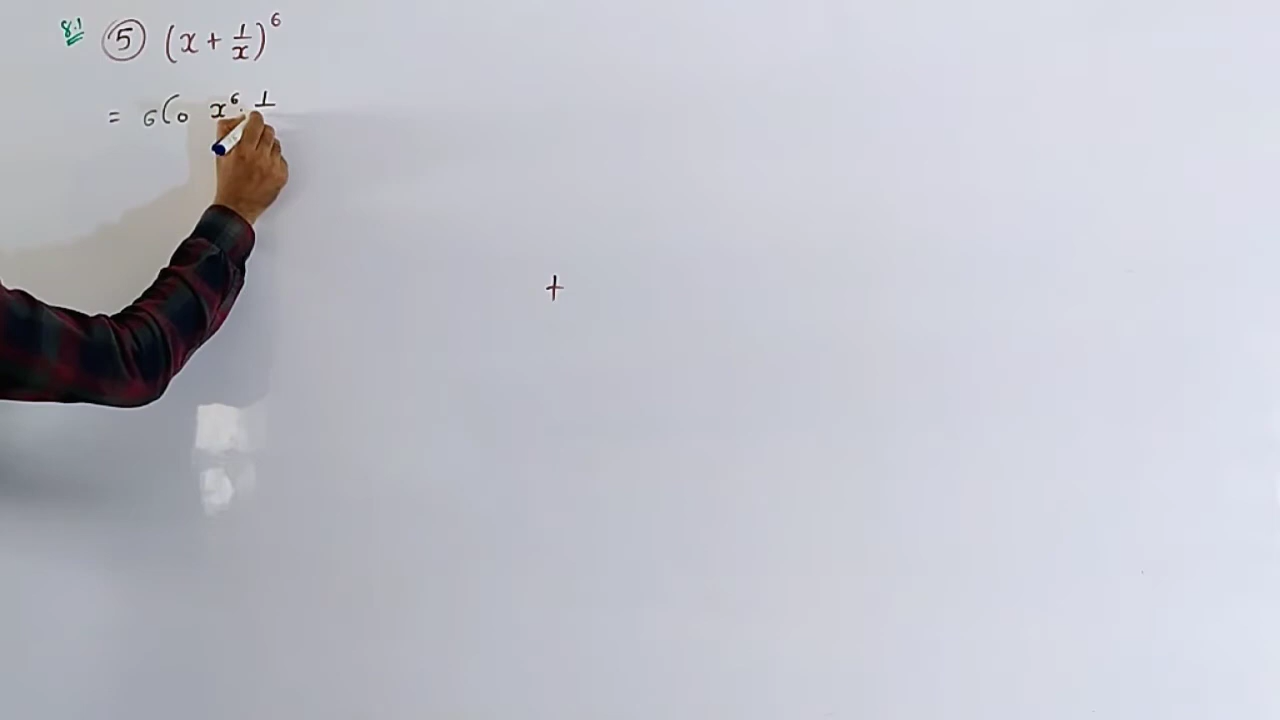 8.1 ⑤ (x + 1/x)^6
= 6C0 x^6 · 1
+